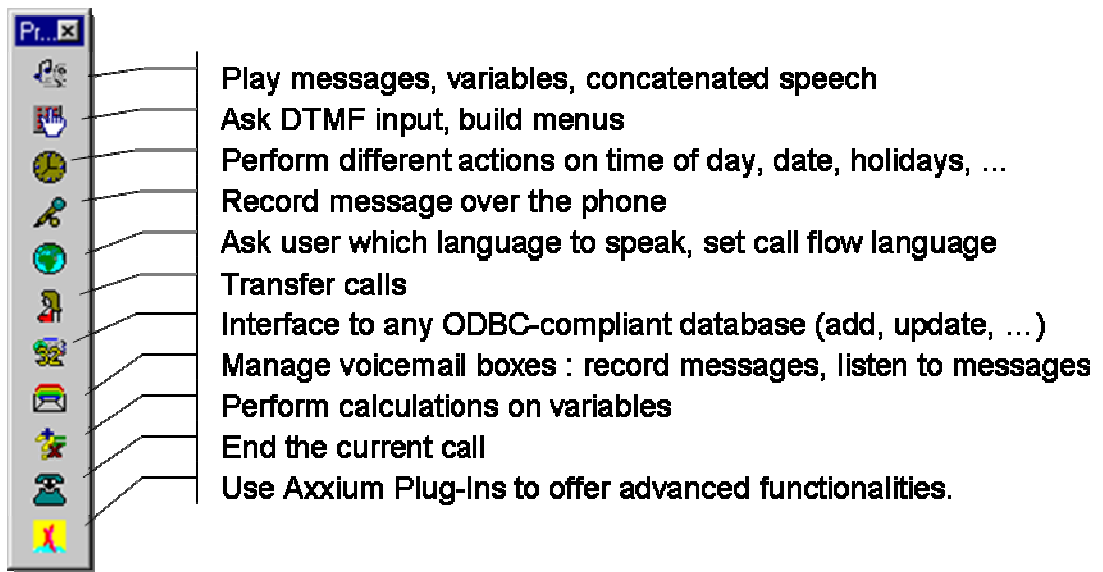 Pr...
Play messages, variables, concatenated speech
Ask DTMF input, build menus
Perform different actions on time of day, date, holidays, ...
Record message over the phone
Ask user which language to speak, set call flow language
Transfer calls
Interface to any ODBC-compliant database (add, update, ...)
32
Manage voicemail boxes : record messages, listen to messages
Perform calculations on variables
End the current call
Use Axxium Plug-Ins to offer advanced functionalities.